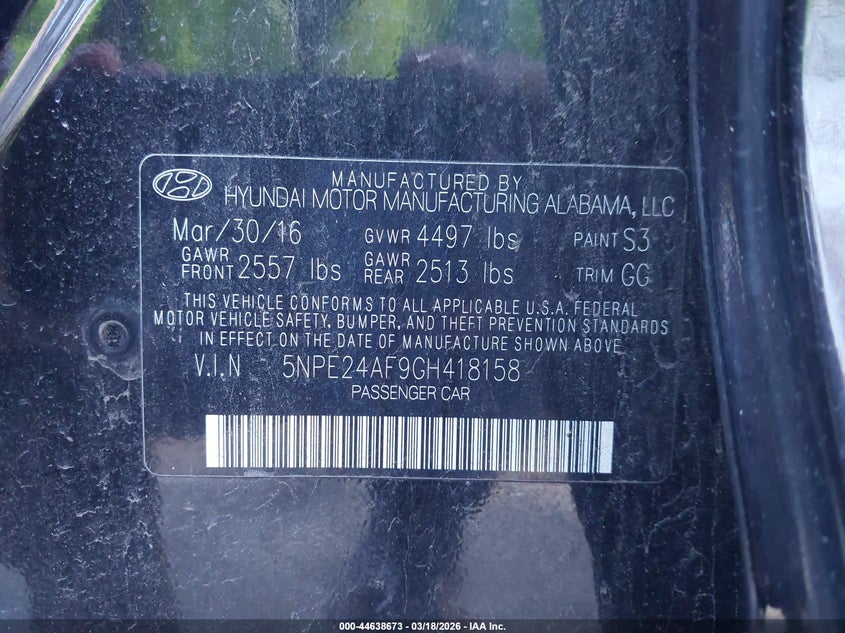 MANUFACTURED BY
HYUNDAI MOTOR MANUFACTURING ALABAMA, LLC
Mar/30/16 GVWR 4497 lbs PAINT S3
GAWR FRONT 2557 lbs GAWR REAR 2513 lbs TRIM GG
THIS VEHICLE CONFORMS TO ALL APPLICABLE U.S.A. FEDERAL
MOTOR VEHICLE SAFETY, BUMPER, AND THEFT PREVENTION STANDARDS
IN EFFECT ON THE DATE OF MANUFACTURE SHOWN ABOVE.
V.I.N 5NPE24AF9GH418158
PASSENGER CAR
000-44638673 — 03/18/2026 — IAA Inc.